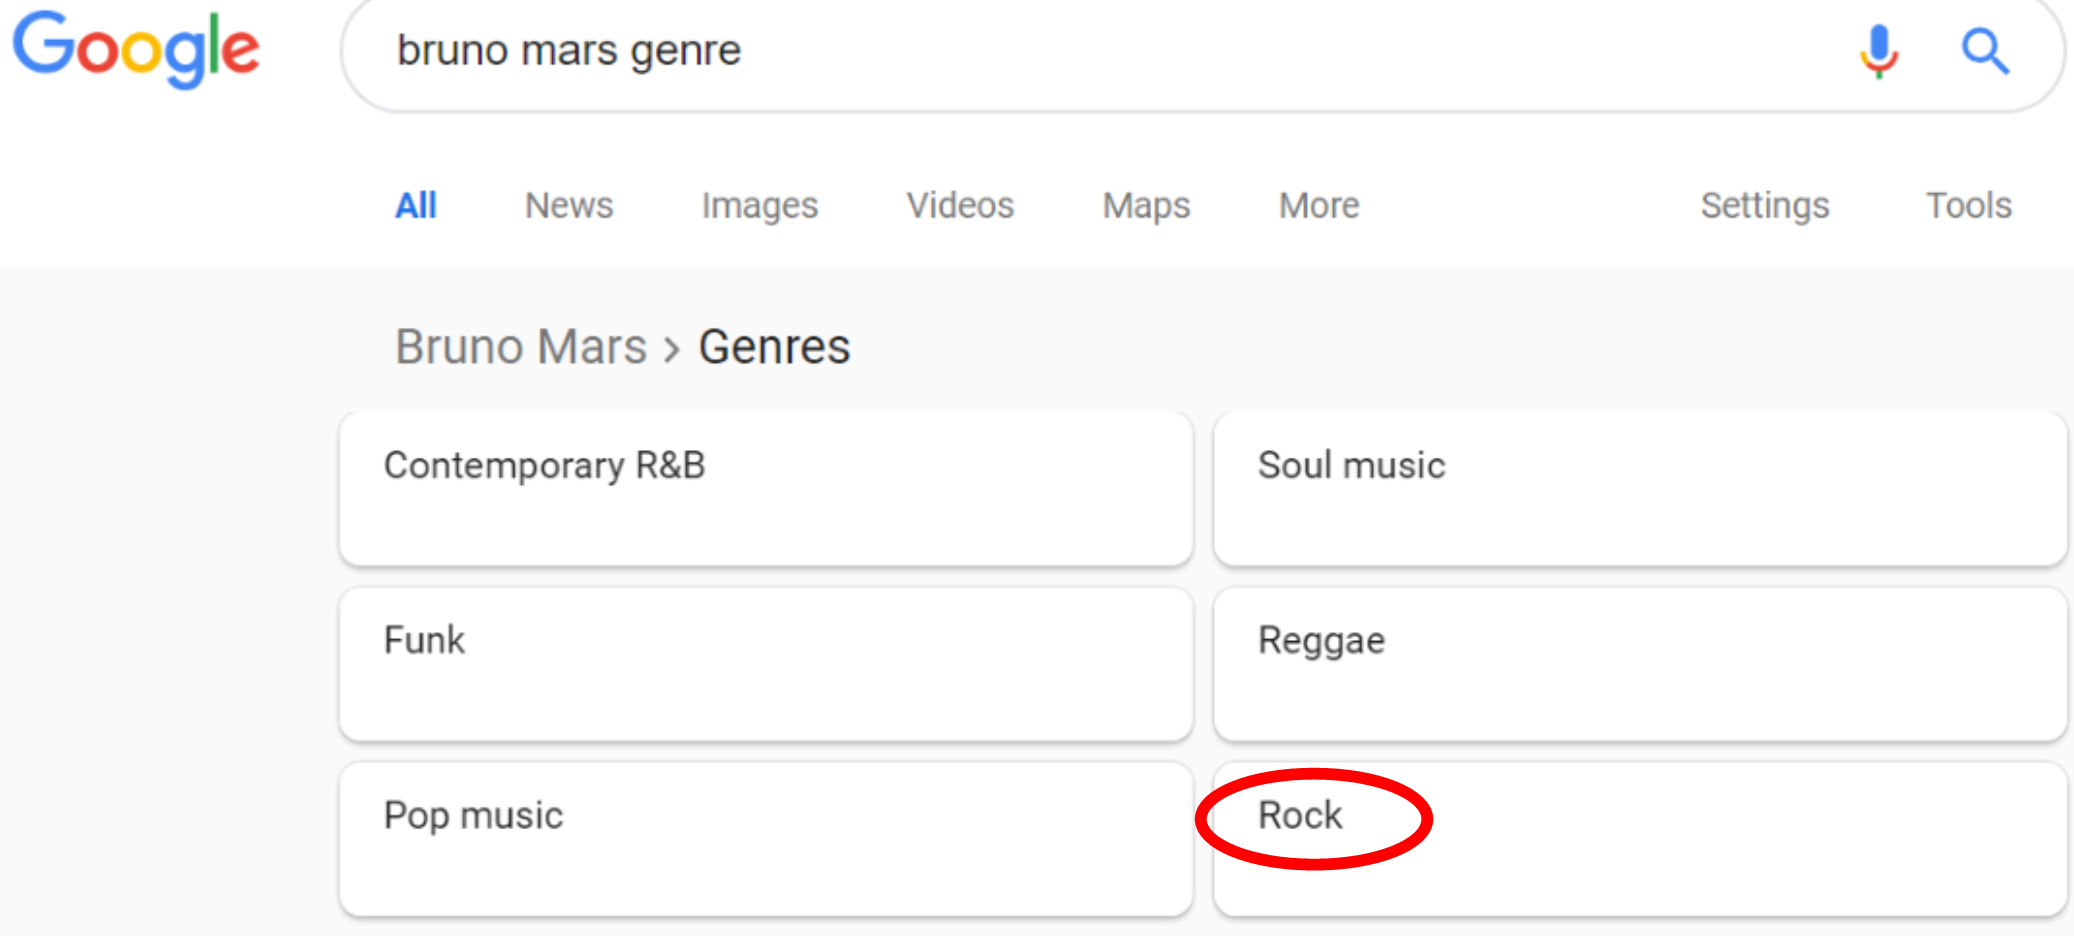 Google
bruno mars genre
All News Images Videos Maps More Settings Tools
Bruno Mars > Genres
Contemporary R&B
Soul music
Funk
Reggae
Pop music
Rock